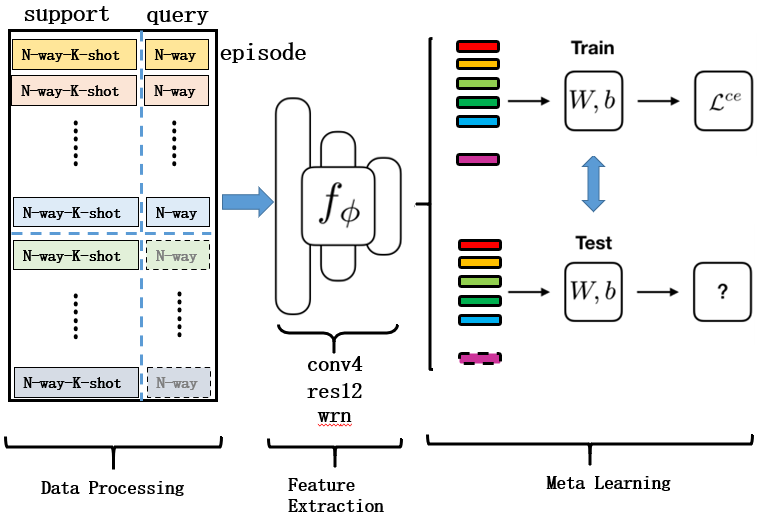 support query
N-way-K-shot N-way episode
N-way-K-shot N-way
N-way-K-shot N-way
N-way-K-shot N-way
N-way-K-shot N-way
Data Processing
f_ϕ
conv4
res12
wrn
Feature
Extraction
Train
W, b
ℒ^ce
Test
W, b
?
Meta Learning